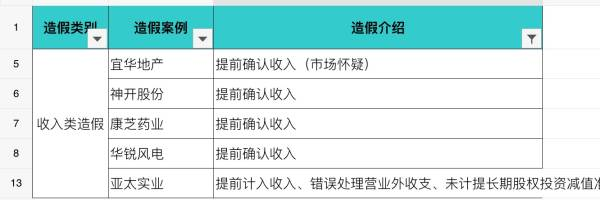 1 造假类别 造假案例 造假介绍
5 宜华地产 提前确认收入（市场怀疑）
6 神开股份 提前确认收入
7 收入类造假 康芝药业 提前确认收入
8 华锐风电 提前确认收入
13 亚太实业 提前计入收入、错误处理营业外收支、未计提长期股权投资减值准